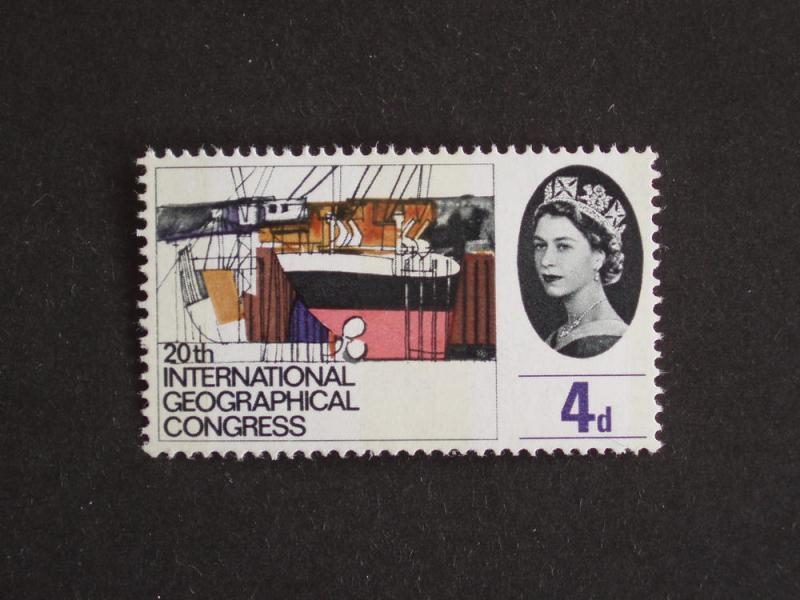 20th
INTERNATIONAL
GEOGRAPHICAL
CONGRESS
4d